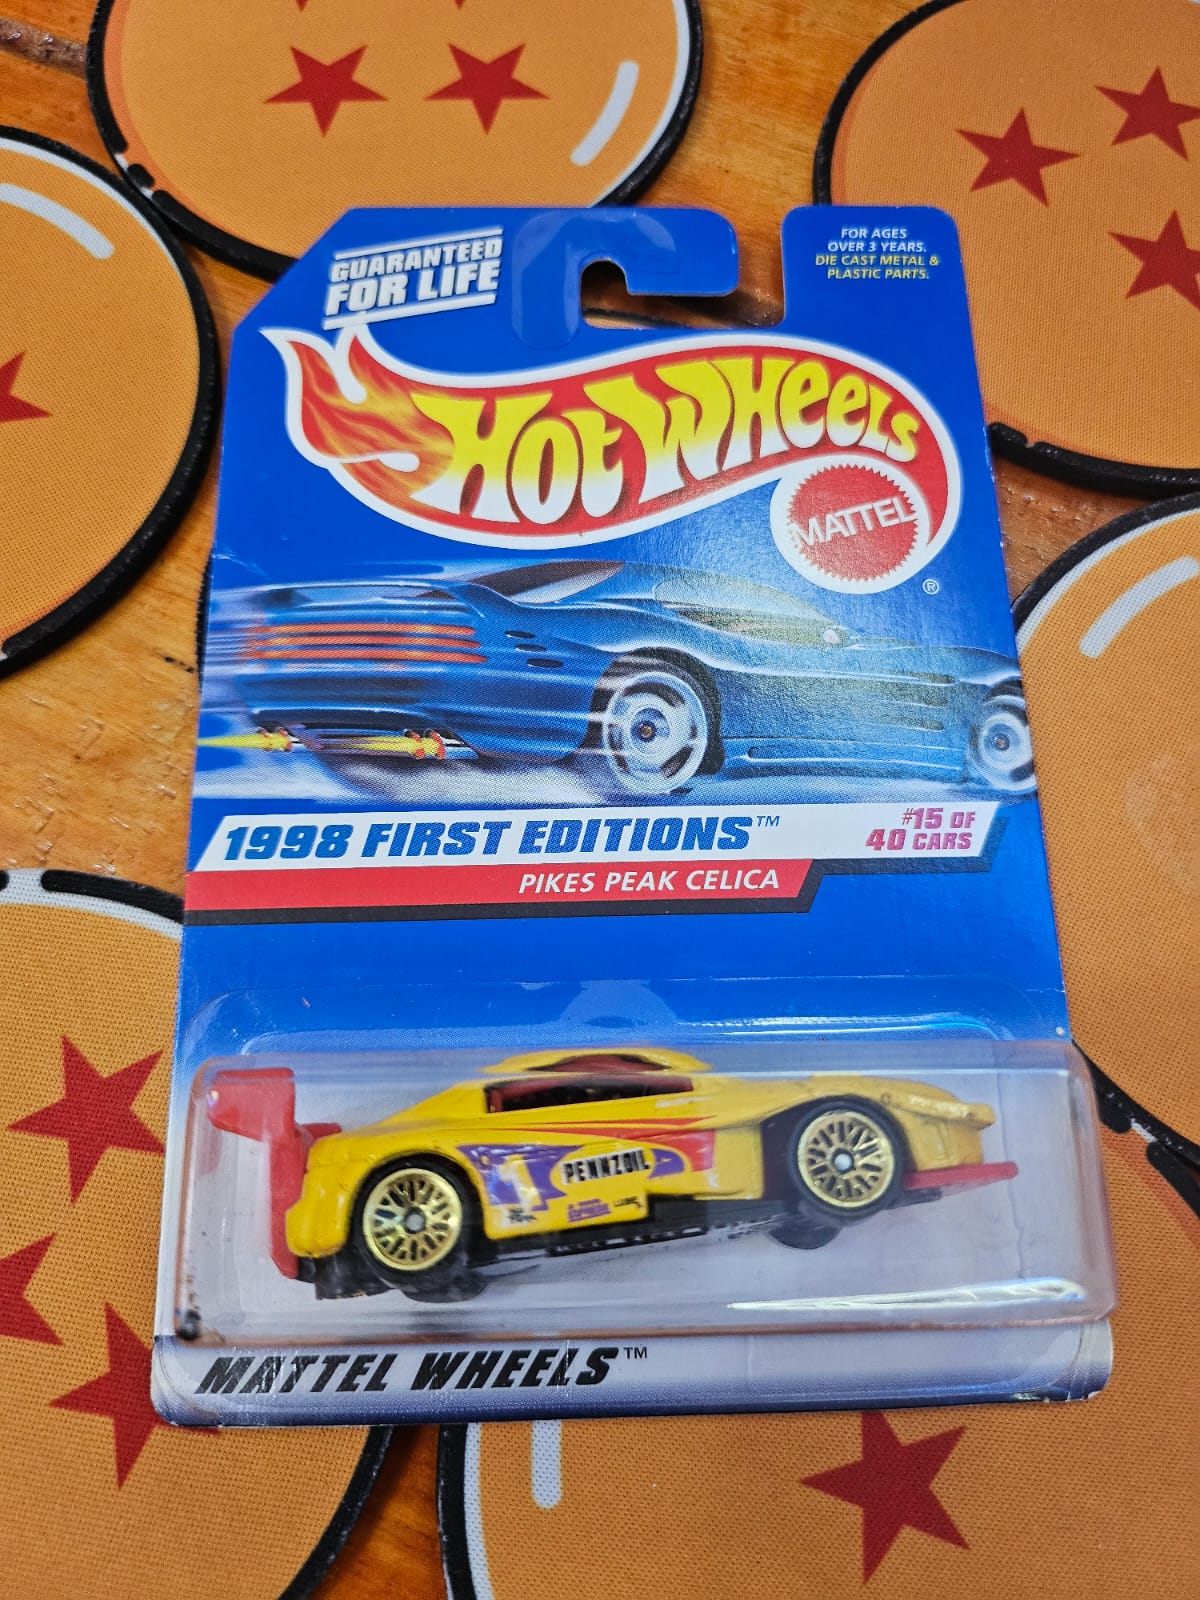 GUARANTEED
FOR LIFE
FOR AGES
OVER 3 YEARS.
DIE CAST METAL &
PLASTIC PARTS.
HOT WHEELS
MATTEL
®
1998 FIRST EDITIONS™
#15 OF
40 CARS
PIKES PEAK CELICA
1
PENNZOIL
MATTEL WHEELS™